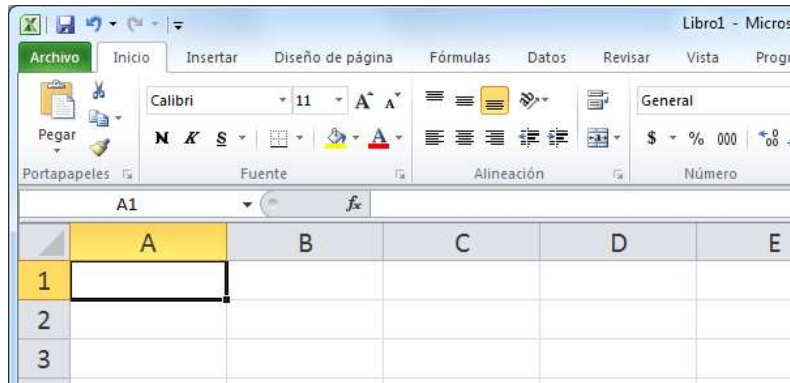 Libro1 - Micros
Archivo Inicio Insertar Diseño de página Fórmulas Datos Revisar Vista Progr
Pegar Calibri 11 A A General
N K S A $ % 000
Portapapeles Fuente Alineación Número
A1 fx
A B C D E
1
2
3